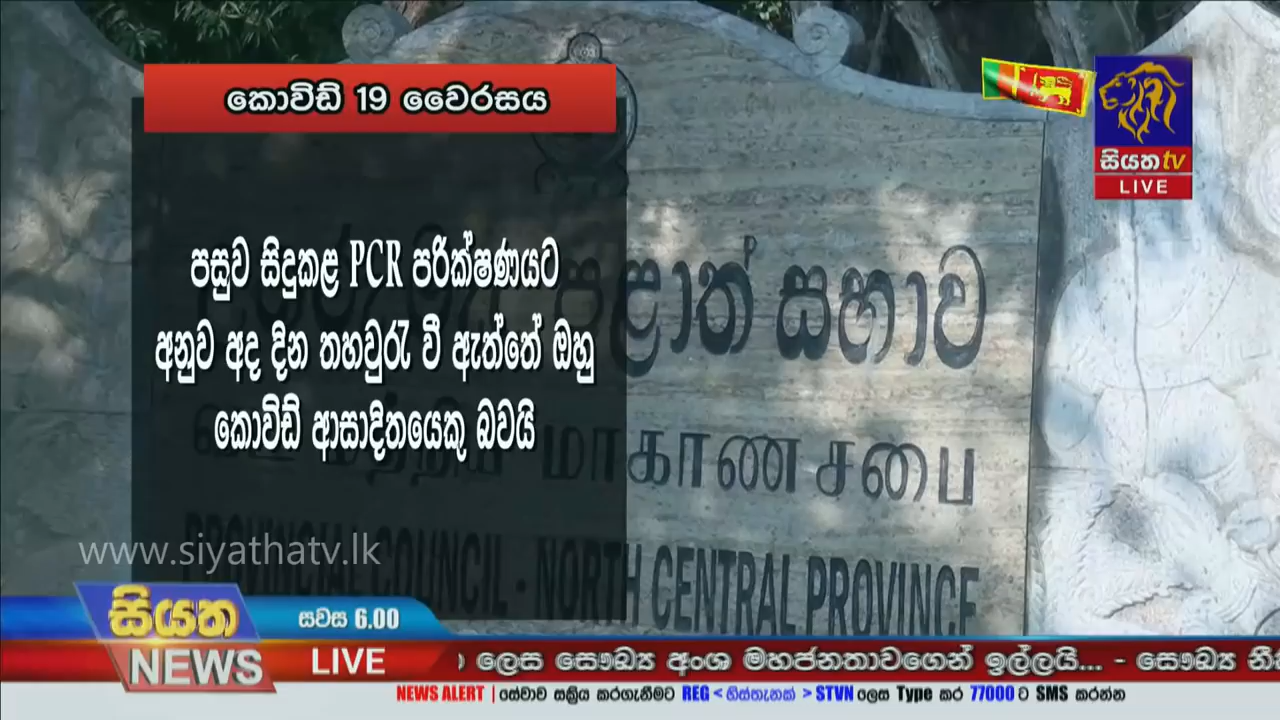 කොවිඩ් 19 වෛරසය
සියත tv
LIVE
පසුව සිදුකළ PCR පරික්ෂණයට
අනුව අද දින තහවුරු වී ඇත්තේ ඔහු
කොවිඩ් ආසාදිතයෙකු බවයි
පළාත් සභාව
மாகாண சபை
PROVINCIAL COUNCIL - NORTH CENTRAL PROVINCE
www.siyathatv.lk
සියත
NEWS
සවස 6.00
LIVE
ලෙස සෞඛ්‍ය අංශ මහජනතාවගෙන් ඉල්ලයි... - සෞඛ්‍ය
NEWS ALERT | සේවාව සක්‍රිය කරගැනීමට REG < හිස්තැනක් > STVN ලෙස Type කර 77000 ට SMS කරන්න